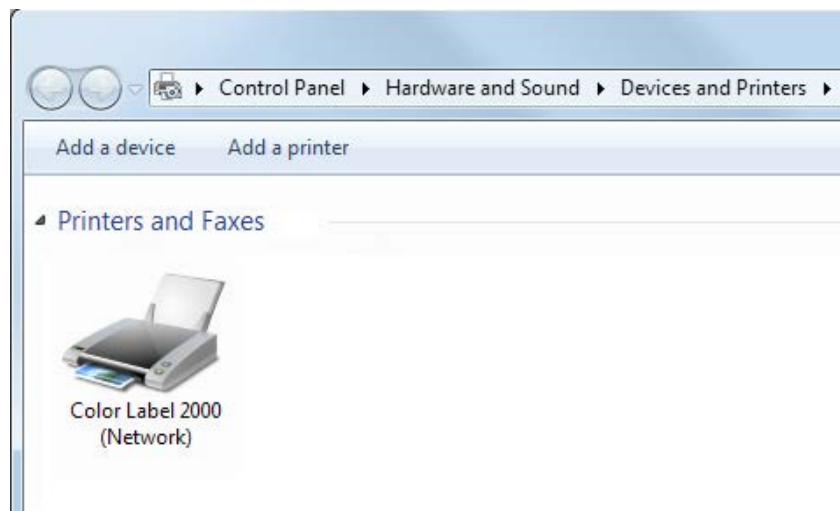 Control Panel Hardware and Sound Devices and Printers
Add a device Add a printer
Printers and Faxes
Color Label 2000
(Network)